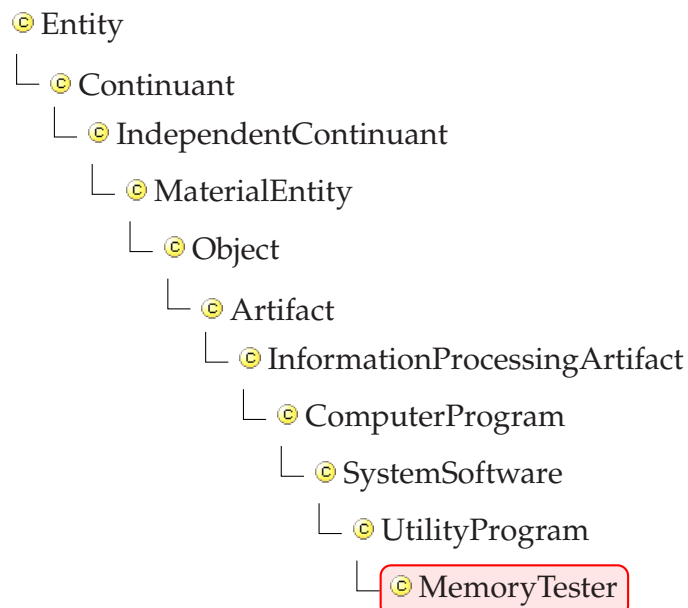 Entity
Continuant
IndependentContinuant
MaterialEntity
Object
Artifact
InformationProcessingArtifact
ComputerProgram
SystemSoftware
UtilityProgram
MemoryTester